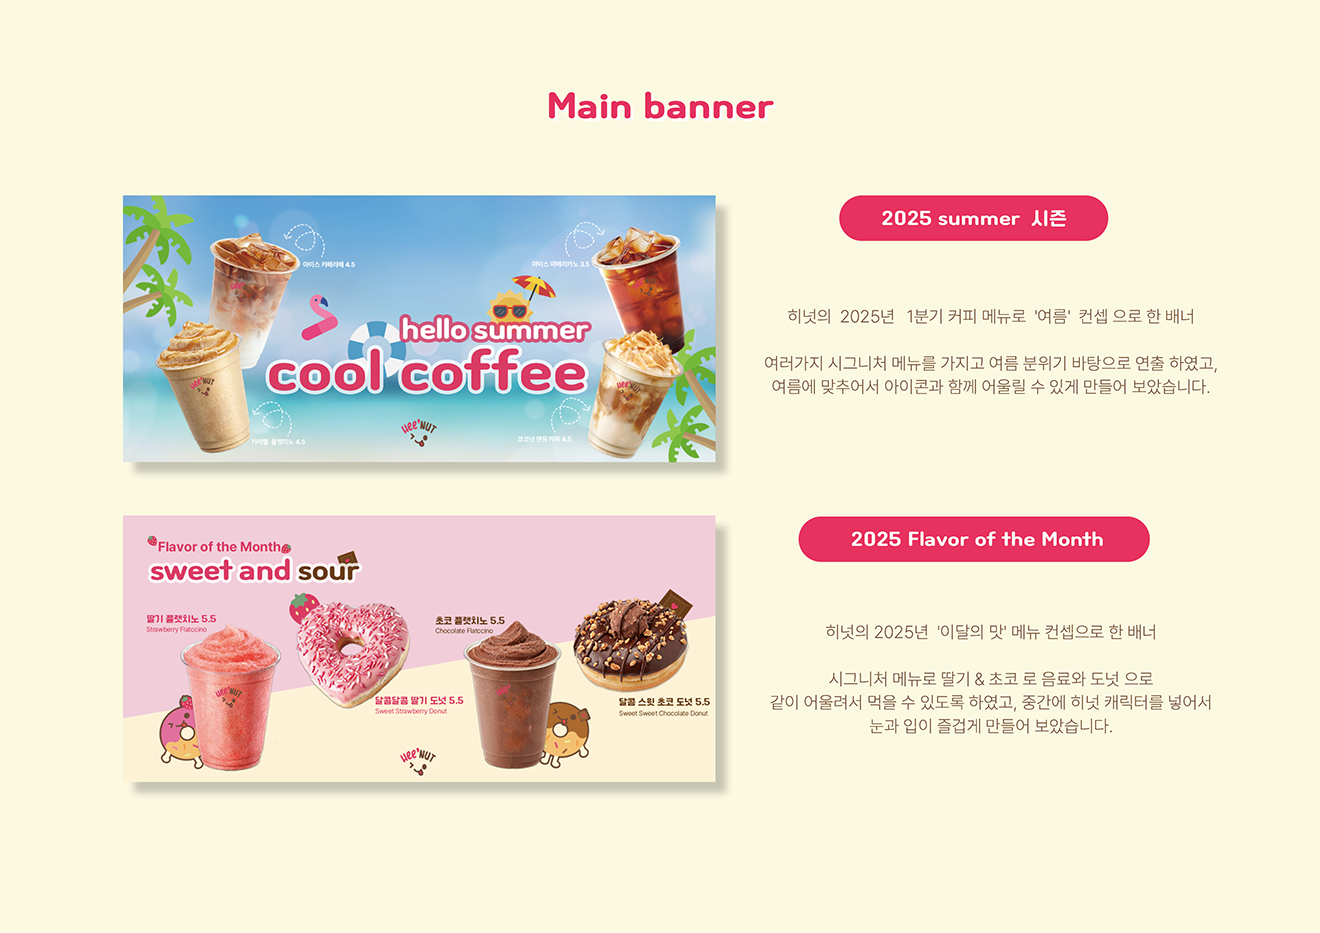 Main banner
아이스 카페라떼 4.5
아이스 아메리카노 3.5
hello summer
cool coffee
Hee'NUT
카라멜 플랫치노 4.5
코코넛 연유 커피 4.5
Hee'NUT
2025 summer 시즌
히넛의 2025년 1분기 커피 메뉴로 '여름' 컨셉 으로 한 배너
여러가지 시그니처 메뉴를 가지고 여름 분위기 바탕으로 연출 하였고,
여름에 맞추어서 아이콘과 함께 어울릴 수 있게 만들어 보았습니다.
Flavor of the Month
sweet and sour
딸기 플랫치노 5.5
Strawberry Flatccino
초코 플랫치노 5.5
Chocolate Flatccino
Hee'NUT
달콤달콤 딸기 도넛 5.5
Sweet Strawberry Donut
달콤 스윗 초코 도넛 5.5
Sweet Sweet Chocolate Donut
Hee'NUT
2025 Flavor of the Month
히넛의 2025년 '이달의 맛' 메뉴 컨셉으로 한 배너
시그니처 메뉴로 딸기 & 초코 로 음료와 도넛 으로
같이 어울려서 먹을 수 있도록 하였고, 중간에 히넛 캐릭터를 넣어서
눈과 입이 즐겁게 만들어 보았습니다.